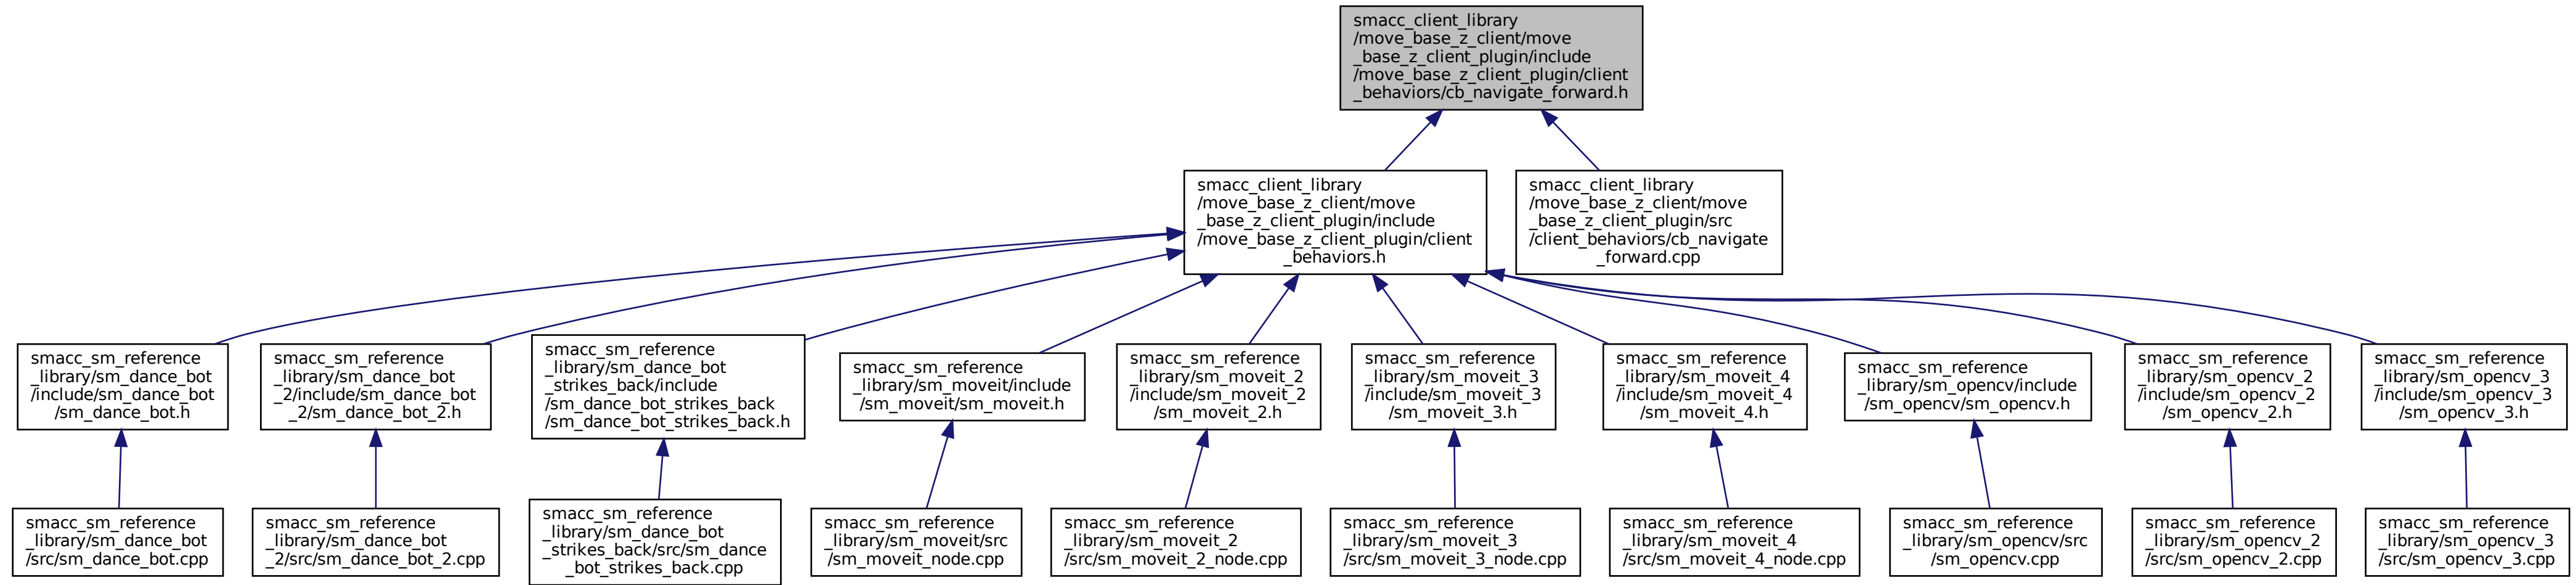 smacc_client_library
/move_base_z_client/move
_base_z_client_plugin/include
/move_base_z_client_plugin/client
_behaviors/cb_navigate_forward.h
smacc_client_library
/move_base_z_client/move
_base_z_client_plugin/include
/move_base_z_client_plugin/client
_behaviors.h
smacc_client_library
/move_base_z_client/move
_base_z_client_plugin/src
/client_behaviors/cb_navigate
_forward.cpp
smacc_sm_reference
_library/sm_dance_bot
/include/sm_dance_bot
/sm_dance_bot.h
smacc_sm_reference
_library/sm_dance_bot
_2/include/sm_dance_bot
_2/sm_dance_bot_2.h
smacc_sm_reference
_library/sm_dance_bot
_strikes_back/include
/sm_dance_bot_strikes_back
/sm_dance_bot_strikes_back.h
smacc_sm_reference
_library/sm_moveit/include
/sm_moveit/sm_moveit.h
smacc_sm_reference
_library/sm_moveit_2
/include/sm_moveit_2
/sm_moveit_2.h
smacc_sm_reference
_library/sm_moveit_3
/include/sm_moveit_3
/sm_moveit_3.h
smacc_sm_reference
_library/sm_moveit_4
/include/sm_moveit_4
/sm_moveit_4.h
smacc_sm_reference
_library/sm_opencv/include
/sm_opencv/sm_opencv.h
smacc_sm_reference
_library/sm_opencv_2
/include/sm_opencv_2
/sm_opencv_2.h
smacc_sm_reference
_library/sm_opencv_3
/include/sm_opencv_3
/sm_opencv_3.h
smacc_sm_reference
_library/sm_dance_bot
/src/sm_dance_bot.cpp
smacc_sm_reference
_library/sm_dance_bot
_2/src/sm_dance_bot_2.cpp
smacc_sm_reference
_library/sm_dance_bot
_strikes_back/src/sm_dance
_bot_strikes_back.cpp
smacc_sm_reference
_library/sm_moveit/src
/sm_moveit_node.cpp
smacc_sm_reference
_library/sm_moveit_2
/src/sm_moveit_2_node.cpp
smacc_sm_reference
_library/sm_moveit_3
/src/sm_moveit_3_node.cpp
smacc_sm_reference
_library/sm_moveit_4
/src/sm_moveit_4_node.cpp
smacc_sm_reference
_library/sm_opencv/src
/sm_opencv.cpp
smacc_sm_reference
_library/sm_opencv_2
/src/sm_opencv_2.cpp
smacc_sm_reference
_library/sm_opencv_3
/src/sm_opencv_3.cpp